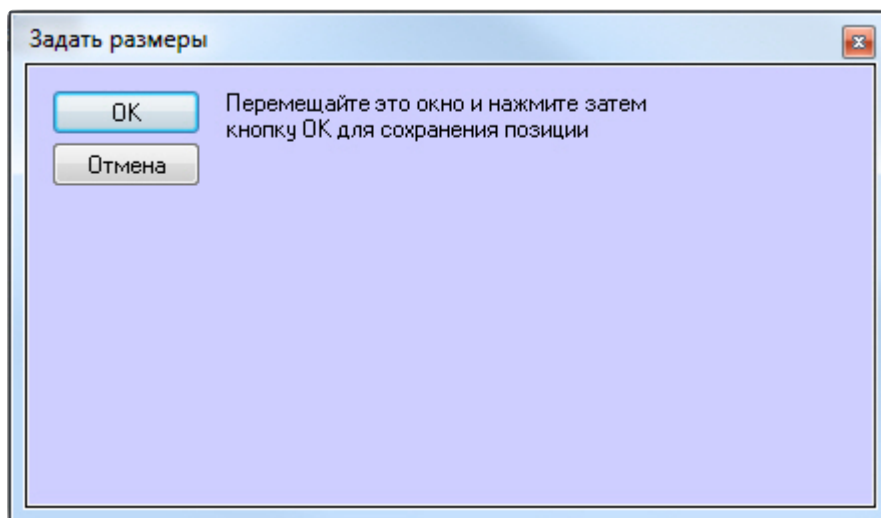 Задать размеры
OK
Перемещайте это окно и нажмите затем
кнопку OK для сохранения позиции
Отмена